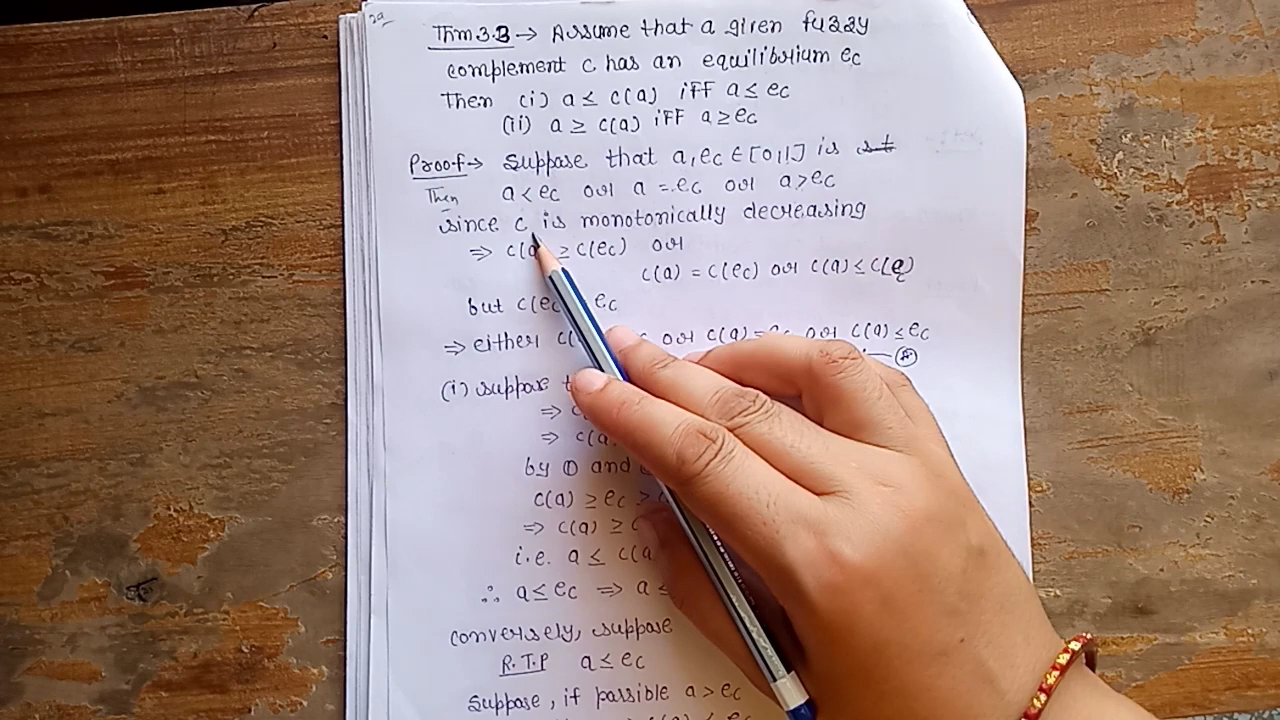 29
Thm 3.3 → Assume that a given fuzzy
complement c has an equilibrium ec
Then (i) a ≤ c(a) iff a ≤ ec
(ii) a ≥ c(a) iff a ≥ ec
Proof → Suppose that a, ec ∈ [0,1] is st
Then a < ec or a = ec or a > ec
since c is monotonically decreasing
⇒ c(a) ≥ c(ec) or
c(a) = c(ec) or c(a) ≤ c(e
but c(ec ec
⇒ either c( or c(a) = ec or c(a) ≤ ec
(i) suppose
⇒
⇒ c(a
by ① and
c(a) ≥ ec >
⇒ c(a) ≥
i.e. a ≤ c(a
∴ a ≤ ec ⇒ a ≤
conversely, suppose
R.T.P a ≤ ec
Suppose, if possible a > ec